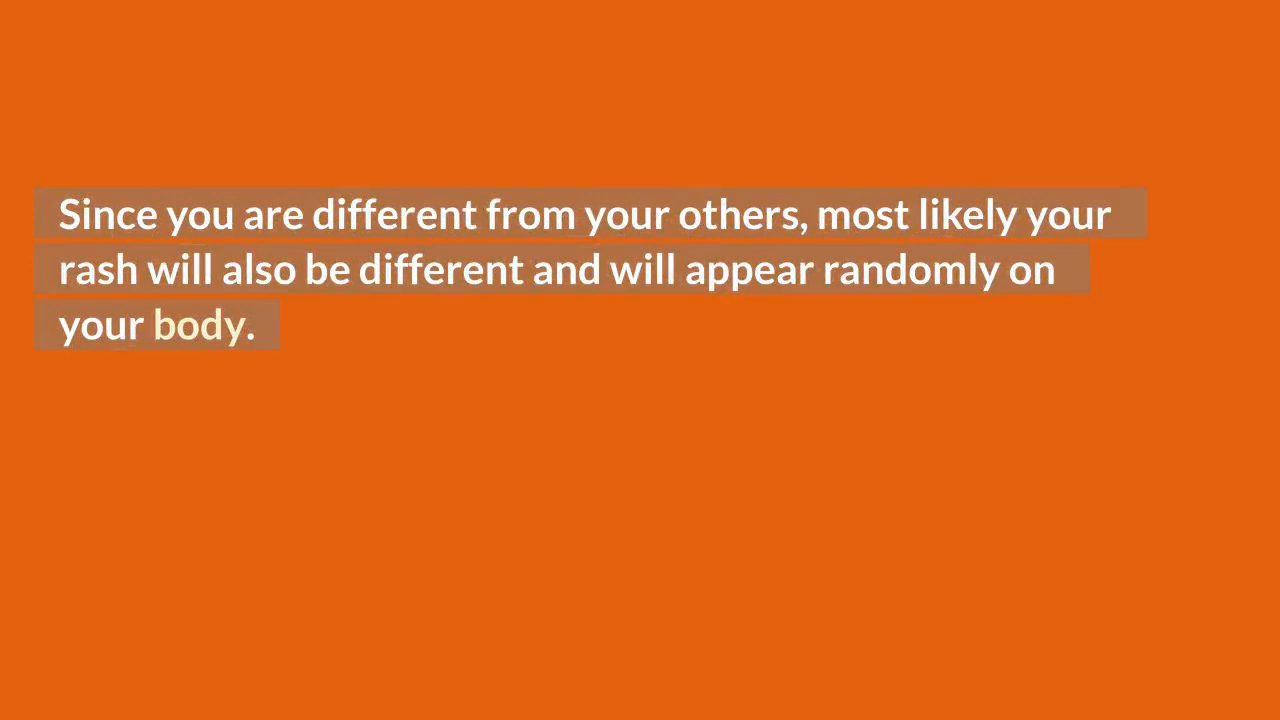 Since you are different from your others, most likely your
rash will also be different and will appear randomly on
your body.